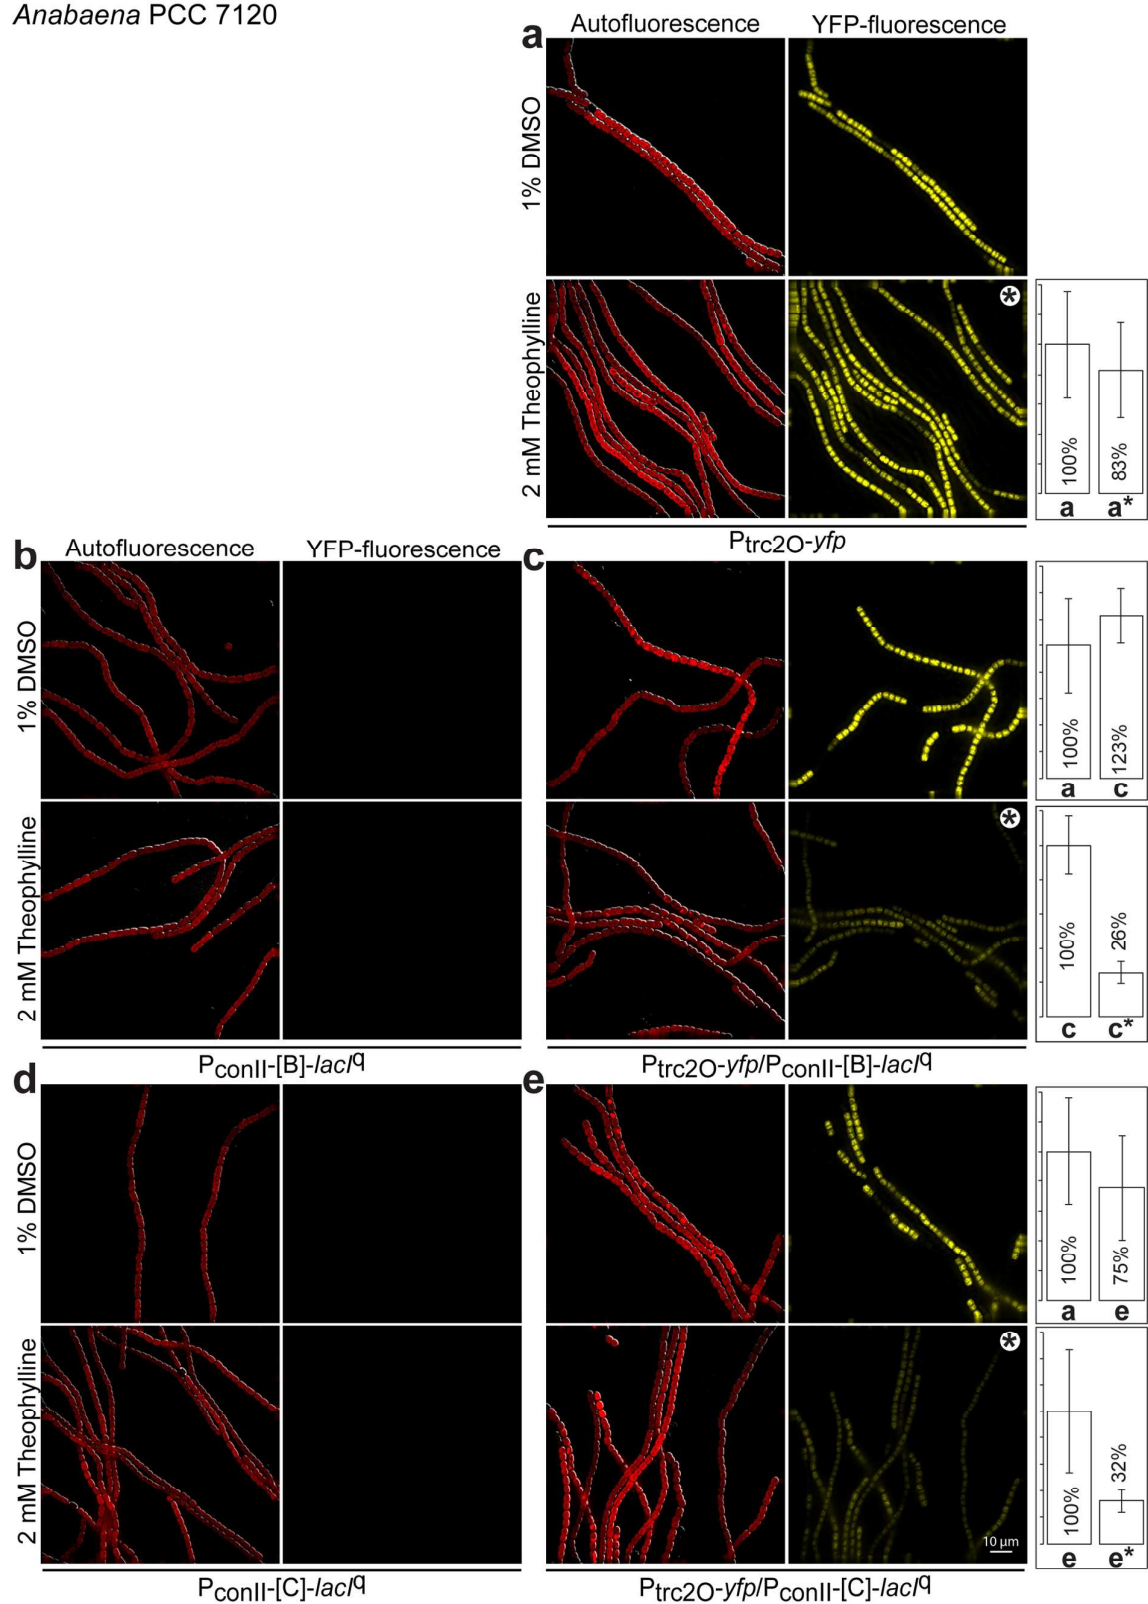 Anabaena PCC 7120
a
Autofluorescence
YFP-fluorescence
1% DMSO
2 mM Theophylline
*
100%
83%
a
a*
Ptrc2O-yfp
b
Autofluorescence
YFP-fluorescence
1% DMSO
2 mM Theophylline
PconII-[B]-lacIq
c
100%
123%
a
c
*
100%
26%
c
c*
Ptrc2O-yfp/PconII-[B]-lacIq
d
1% DMSO
2 mM Theophylline
PconII-[C]-lacIq
e
100%
75%
a
e
*
10 µm
100%
32%
e
e*
Ptrc2O-yfp/PconII-[C]-lacIq